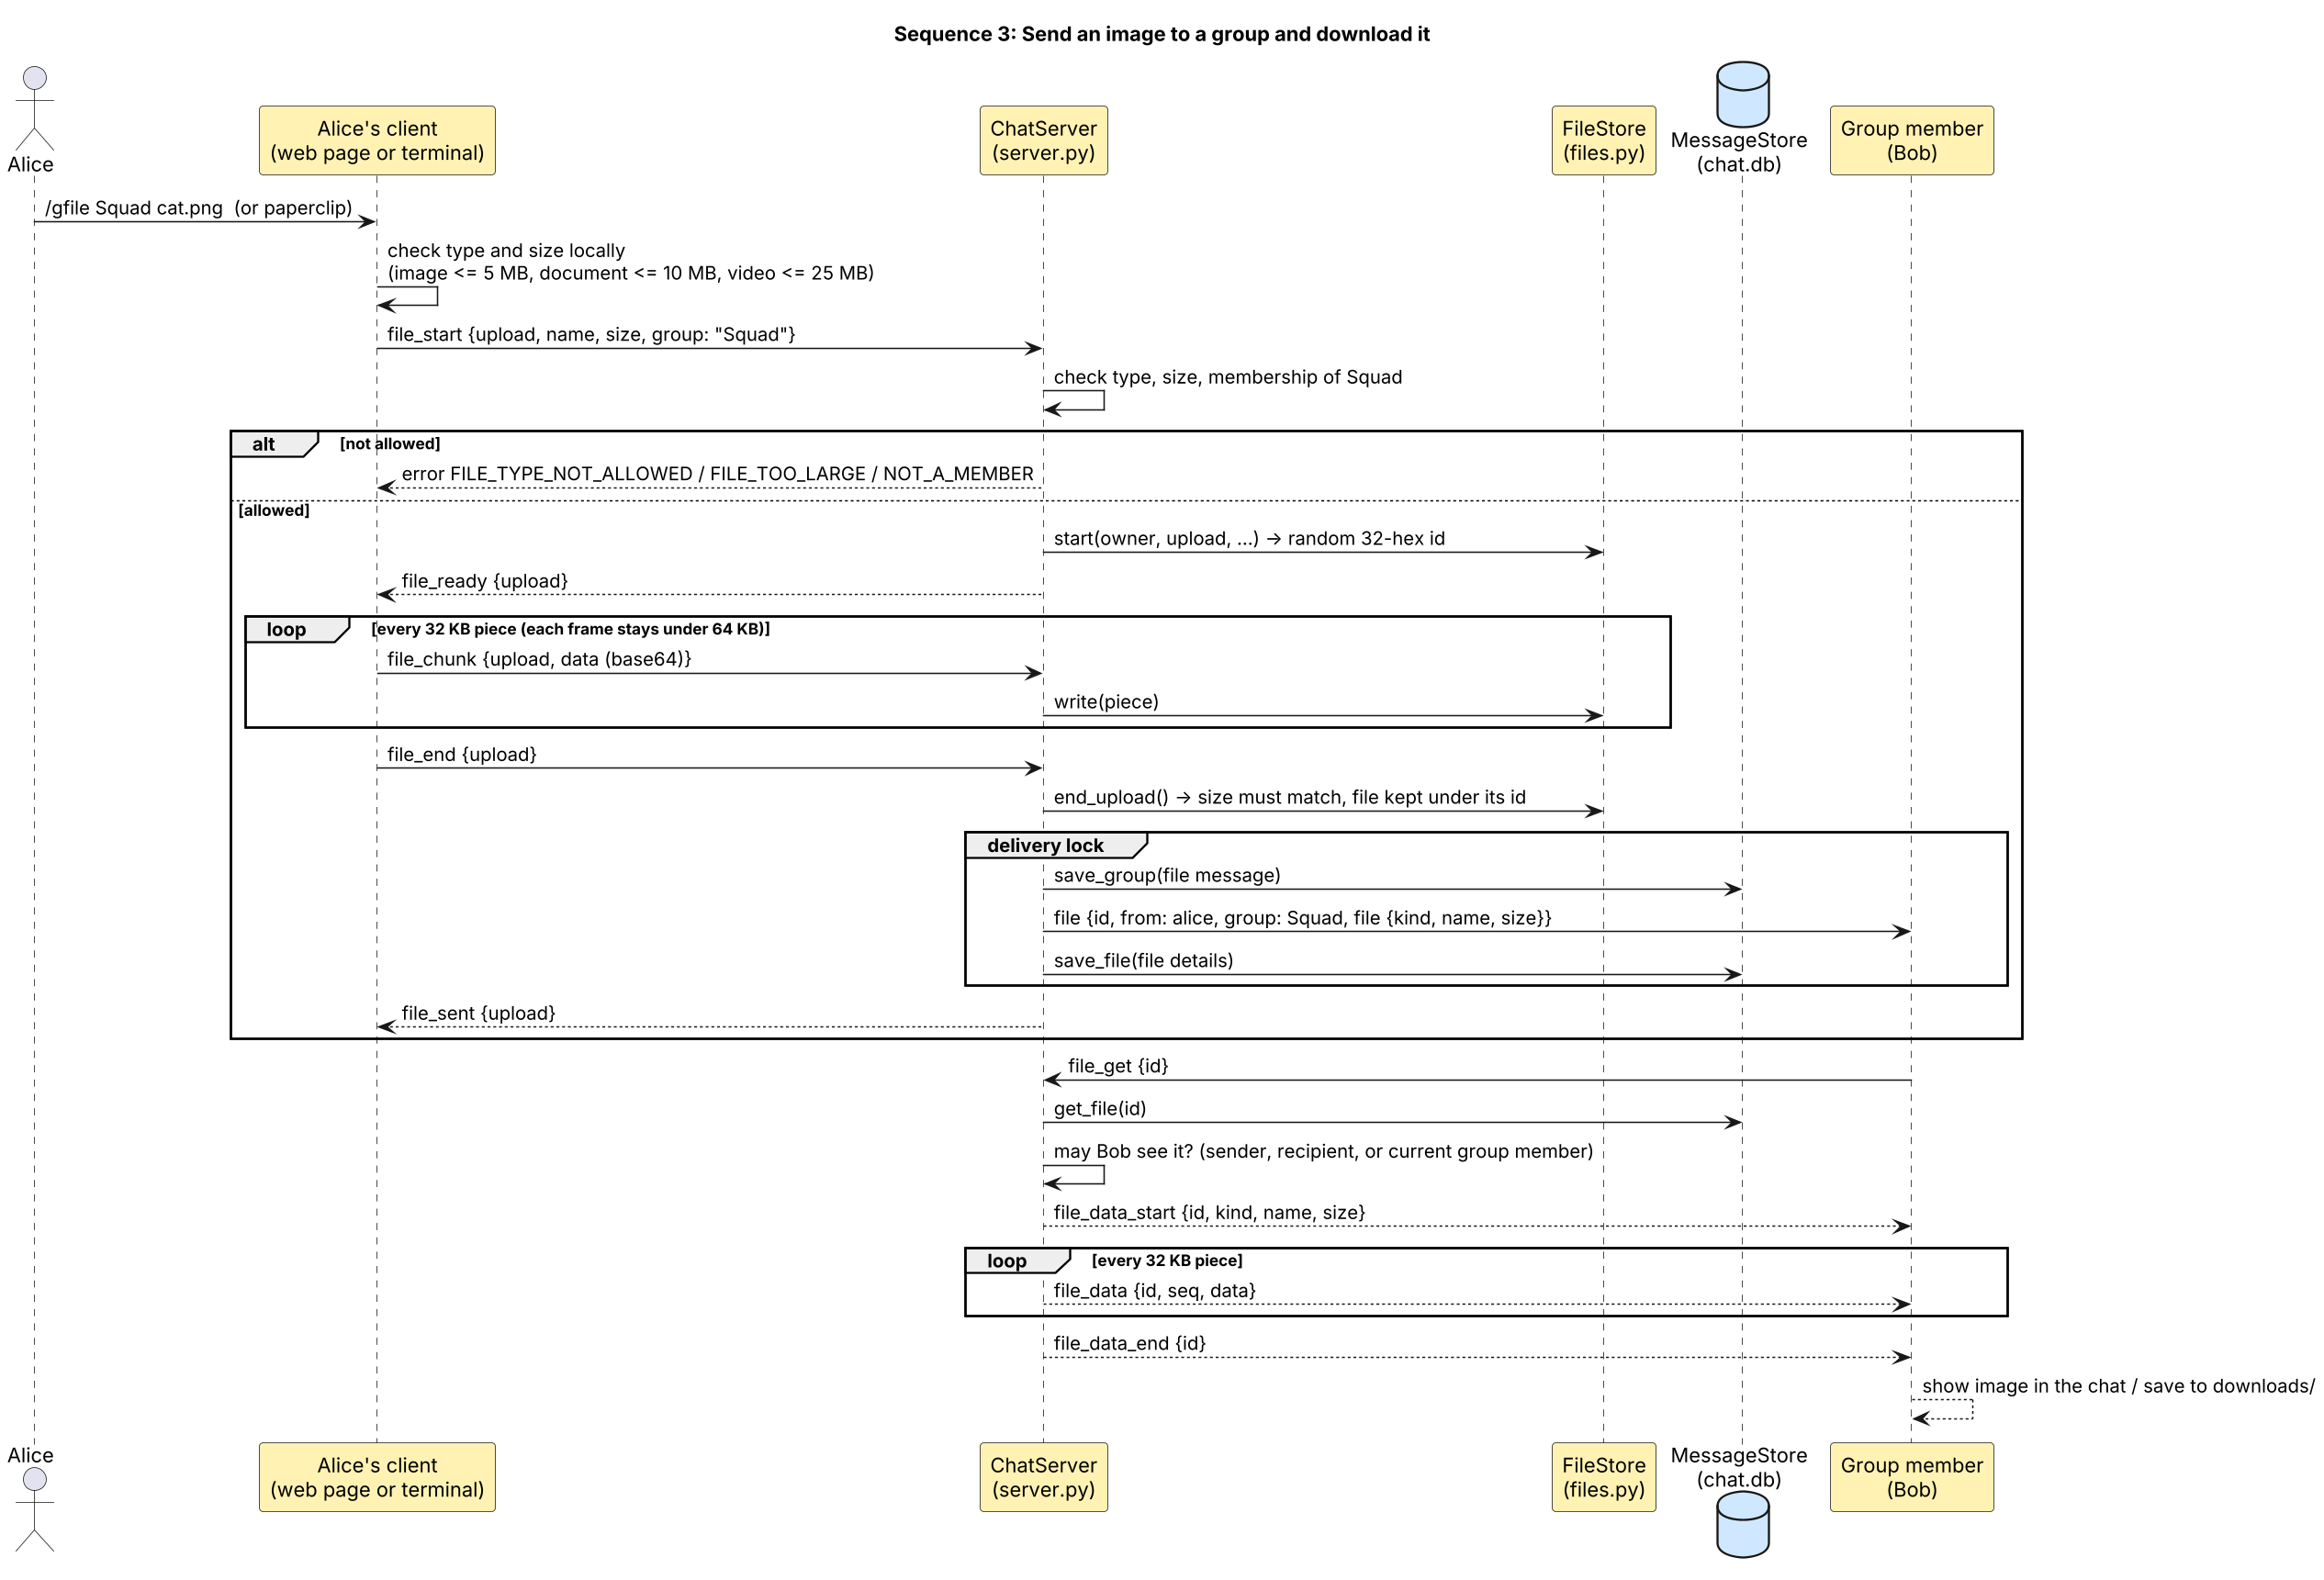 Sequence 3: Send an image to a group and download it
Alice
Alice's client
(web page or terminal)
ChatServer
(server.py)
FileStore
(files.py)
MessageStore
(chat.db)
Group member
(Bob)
/gfile Squad cat.png  (or paperclip)
check type and size locally
(image <= 5 MB, document <= 10 MB, video <= 25 MB)
file_start {upload, name, size, group: "Squad"}
check type, size, membership of Squad
alt [not allowed]
error FILE_TYPE_NOT_ALLOWED / FILE_TOO_LARGE / NOT_A_MEMBER
[allowed]
start(owner, upload, ...) → random 32-hex id
file_ready {upload}
loop [every 32 KB piece (each frame stays under 64 KB)]
file_chunk {upload, data (base64)}
write(piece)
file_end {upload}
end_upload() → size must match, file kept under its id
delivery lock
save_group(file message)
file {id, from: alice, group: Squad, file {kind, name, size}}
save_file(file details)
file_sent {upload}
file_get {id}
get_file(id)
may Bob see it? (sender, recipient, or current group member)
file_data_start {id, kind, name, size}
loop [every 32 KB piece]
file_data {id, seq, data}
file_data_end {id}
show image in the chat / save to downloads/
Alice
Alice's client
(web page or terminal)
ChatServer
(server.py)
FileStore
(files.py)
MessageStore
(chat.db)
Group member
(Bob)